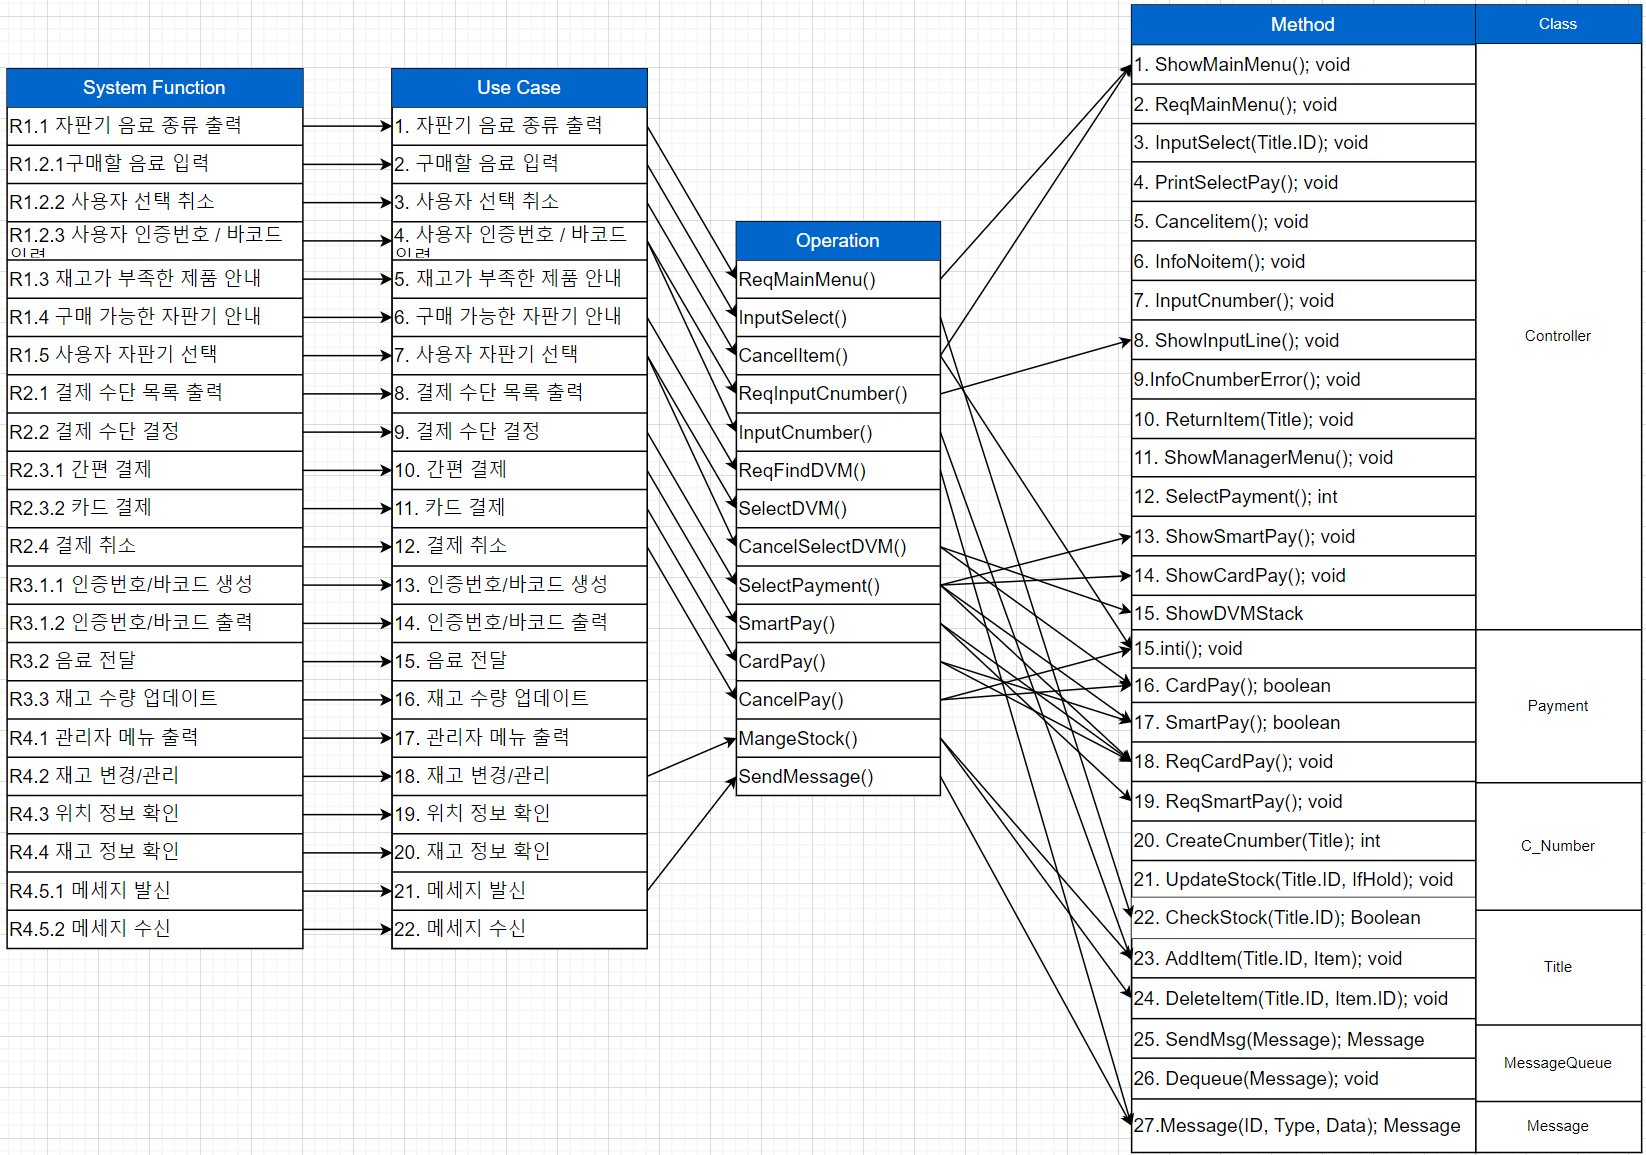 System Function
R1.1 자판기 음료 종류 출력
R1.2.1구매할 음료 입력
R1.2.2 사용자 선택 취소
R1.2.3 사용자 인증번호 / 바코드
입력
R1.3 재고가 부족한 제품 안내
R1.4 구매 가능한 자판기 안내
R1.5 사용자 자판기 선택
R2.1 결제 수단 목록 출력
R2.2 결제 수단 결정
R2.3.1 간편 결제
R2.3.2 카드 결제
R2.4 결제 취소
R3.1.1 인증번호/바코드 생성
R3.1.2 인증번호/바코드 출력
R3.2 음료 전달
R3.3 재고 수량 업데이트
R4.1 관리자 메뉴 출력
R4.2 재고 변경/관리
R4.3 위치 정보 확인
R4.4 재고 정보 확인
R4.5.1 메세지 발신
R4.5.2 메세지 수신
Use Case
1. 자판기 음료 종류 출력
2. 구매할 음료 입력
3. 사용자 선택 취소
4. 사용자 인증번호 / 바코드
입력
5. 재고가 부족한 제품 안내
6. 구매 가능한 자판기 안내
7. 사용자 자판기 선택
8. 결제 수단 목록 출력
9. 결제 수단 결정
10. 간편 결제
11. 카드 결제
12. 결제 취소
13. 인증번호/바코드 생성
14. 인증번호/바코드 출력
15. 음료 전달
16. 재고 수량 업데이트
17. 관리자 메뉴 출력
18. 재고 변경/관리
19. 위치 정보 확인
20. 재고 정보 확인
21. 메세지 발신
22. 메세지 수신
Operation
ReqMainMenu()
InputSelect()
CancelItem()
ReqInputCnumber()
InputCnumber()
ReqFindDVM()
SelectDVM()
CancelSelectDVM()
SelectPayment()
SmartPay()
CardPay()
CancelPay()
MangeStock()
SendMessage()
Method
1. ShowMainMenu(); void
2. ReqMainMenu(); void
3. InputSelect(Title.ID); void
4. PrintSelectPay(); void
5. Cancelitem(); void
6. InfoNoitem(); void
7. InputCnumber(); void
8. ShowInputLine(); void
9.InfoCnumberError(); void
10. ReturnItem(Title); void
11. ShowManagerMenu(); void
12. SelectPayment(); int
13. ShowSmartPay(); void
14. ShowCardPay(); void
15. ShowDVMStack
15.inti(); void
16. CardPay(); boolean
17. SmartPay(); boolean
18. ReqCardPay(); void
19. ReqSmartPay(); void
20. CreateCnumber(Title); int
21. UpdateStock(Title.ID, IfHold); void
22. CheckStock(Title.ID); Boolean
23. AddItem(Title.ID, Item); void
24. DeleteItem(Title.ID, Item.ID); void
25. SendMsg(Message); Message
26. Dequeue(Message); void
27.Message(ID, Type, Data); Message
Class
Controller
Payment
C_Number
Title
MessageQueue
Message